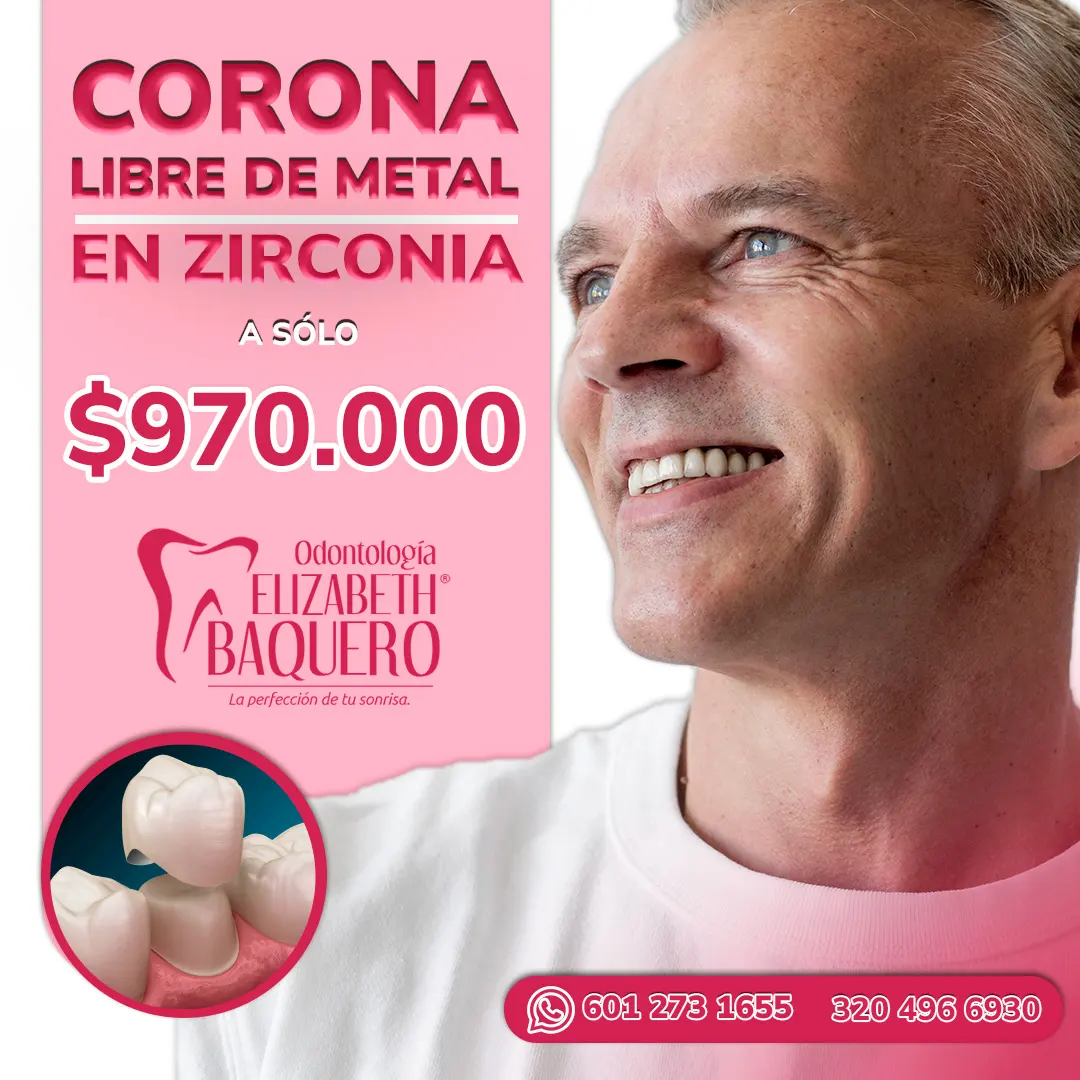 CORONA
LIBRE DE METAL
EN ZIRCONIA
A SÓLO
$970.000
Odontología
ELIZABETH®
BAQUERO
La perfección de tu sonrisa.
601 273 1655 320 496 6930